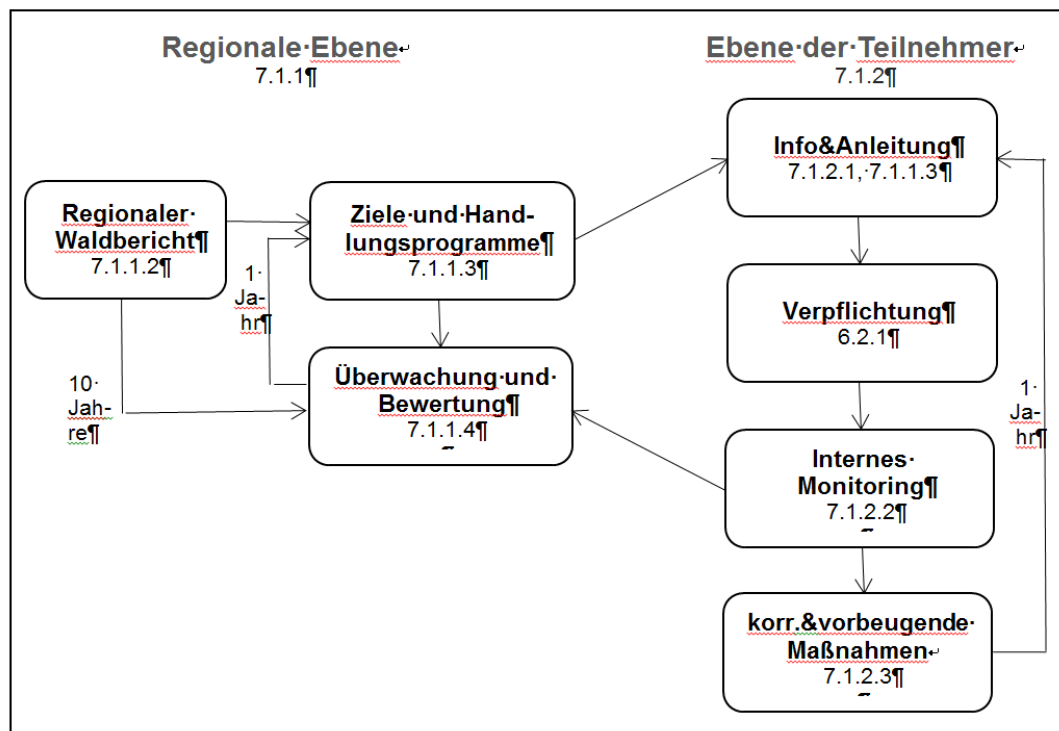 Regionale·Ebene↵
7.1.1¶
Ebene·der·Teilnehmer↵
7.1.2¶
Regionaler·
Waldbericht¶
7.1.1.2¶
Ziele·und·Hand-
lungsprogramme¶
7.1.1.3¶
1·
Ja-
hr¶
10·
Jah-
re¶
Überwachung·und·
Bewertung¶
7.1.1.4¶
¶
Info&Anleitung¶
7.1.2.1,·7.1.1.3¶
Verpflichtung¶
6.2.1¶
1·
Ja-
hr¶
Internes·
Monitoring¶
7.1.2.2¶
¶
korr.&vorbeugende·
Maßnahmen↵
7.1.2.3¶
¶